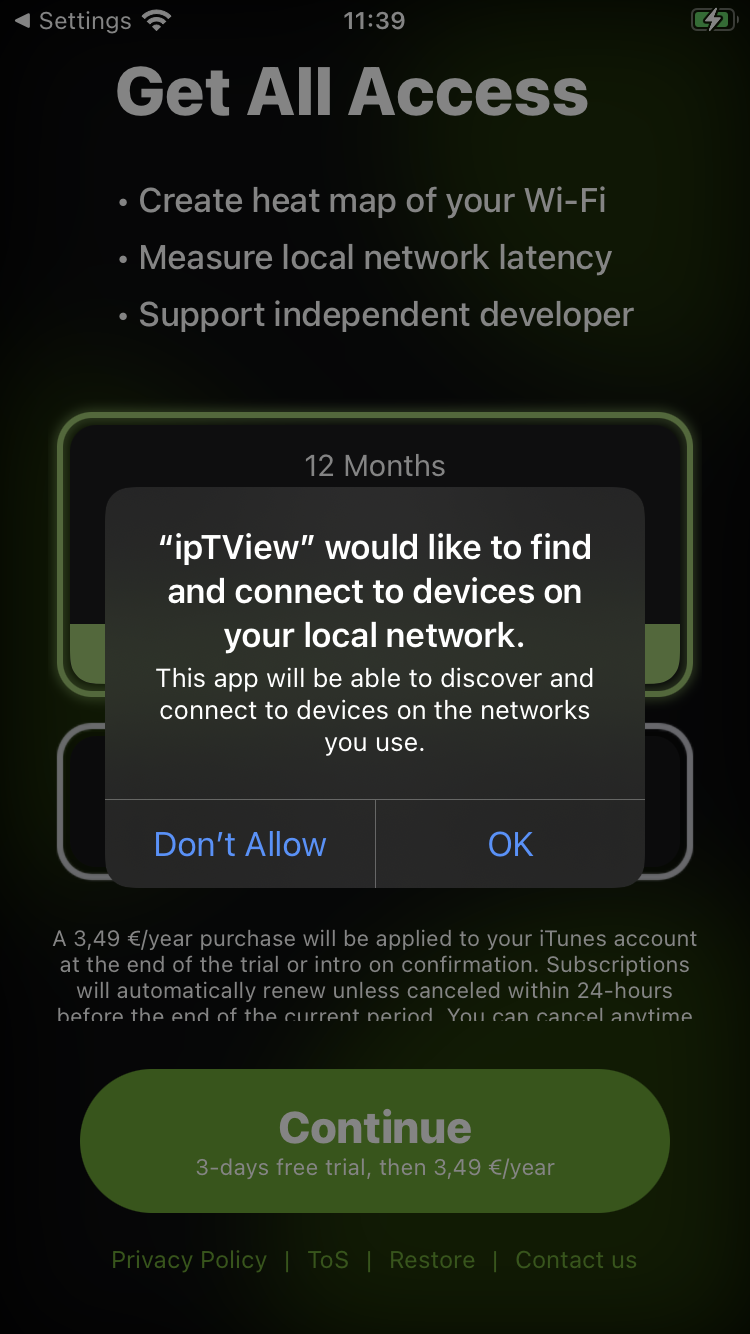 ◀ Settings 11:39
Get All Access
• Create heat map of your Wi-Fi
• Measure local network latency
• Support independent developer
12 Months
“ipTView” would like to find
and connect to devices on
your local network.
This app will be able to discover and
connect to devices on the networks
you use.
Don’t Allow OK
A 3,49 €/year purchase will be applied to your iTunes account
at the end of the trial or intro on confirmation. Subscriptions
will automatically renew unless canceled within 24-hours
before the end of the current period. You can cancel anytime
Continue
3-days free trial, then 3,49 €/year
Privacy Policy | ToS | Restore | Contact us